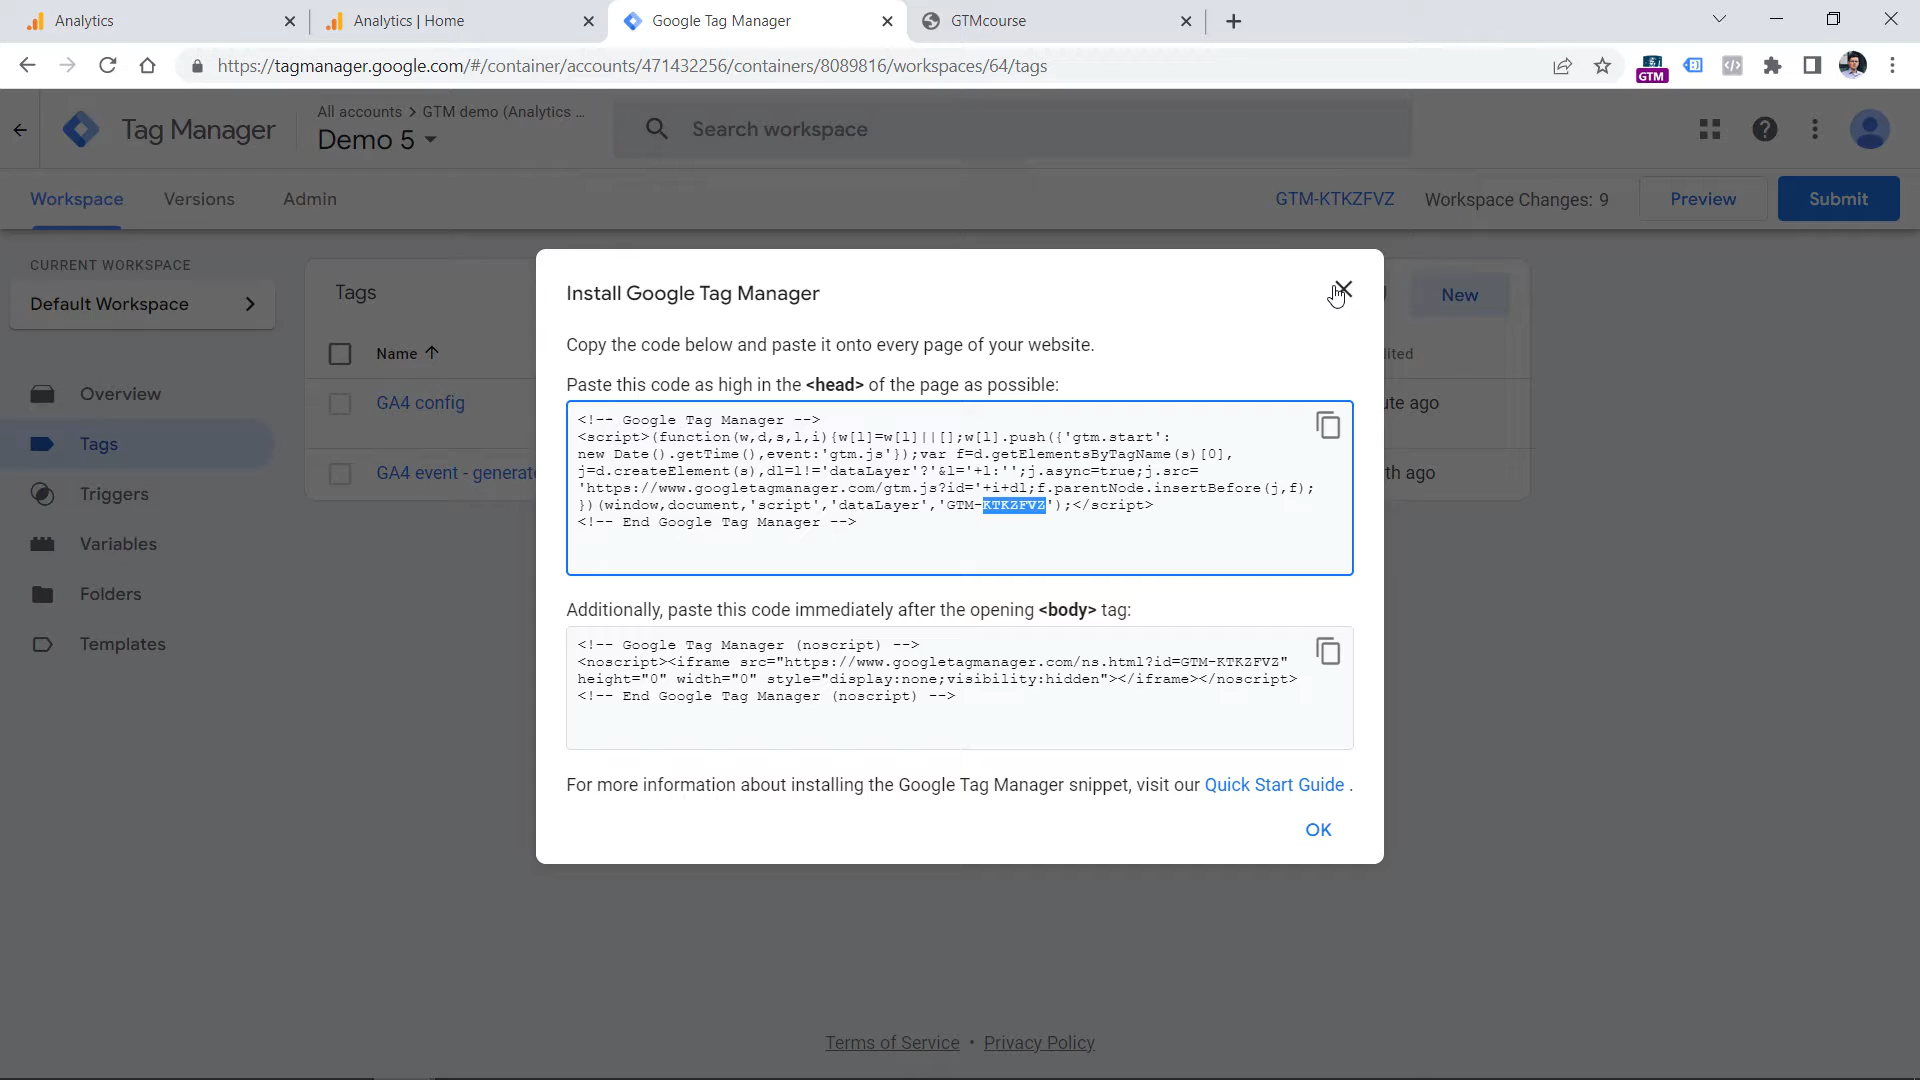 Analytics
Analytics | Home
Google Tag Manager
GTMcourse
https://tagmanager.google.com/#/container/accounts/471432256/containers/8089816/workspaces/64/tags
GTM
Tag Manager
All accounts > GTM demo (Analytics ...
Demo 5
Search workspace
Workspace
Versions
Admin
GTM-KTKZFVZ
Workspace Changes: 9
Preview
Submit
CURRENT WORKSPACE
Default Workspace
Overview
Tags
Triggers
Variables
Folders
Templates
Tags
New
Name
ited
GA4 config
ute ago
GA4 event - generate
th ago
Install Google Tag Manager
Copy the code below and paste it onto every page of your website.
Paste this code as high in the <head> of the page as possible:
<!-- Google Tag Manager -->
<script>(function(w,d,s,l,i){w[l]=w[l]||[];w[l].push({'gtm.start':
new Date().getTime(),event:'gtm.js'});var f=d.getElementsByTagName(s)[0],
j=d.createElement(s),dl=l!='dataLayer'?'&l='+l:'';j.async=true;j.src=
'https://www.googletagmanager.com/gtm.js?id='+i+dl;f.parentNode.insertBefore(j,f);
})(window,document,'script','dataLayer','GTM-KTKZFVZ');</script>
<!-- End Google Tag Manager -->
Additionally, paste this code immediately after the opening <body> tag:
<!-- Google Tag Manager (noscript) -->
<noscript><iframe src="https://www.googletagmanager.com/ns.html?id=GTM-KTKZFVZ"
height="0" width="0" style="display:none;visibility:hidden"></iframe></noscript>
<!-- End Google Tag Manager (noscript) -->
For more information about installing the Google Tag Manager snippet, visit our Quick Start Guide .
OK
Terms of Service • Privacy Policy